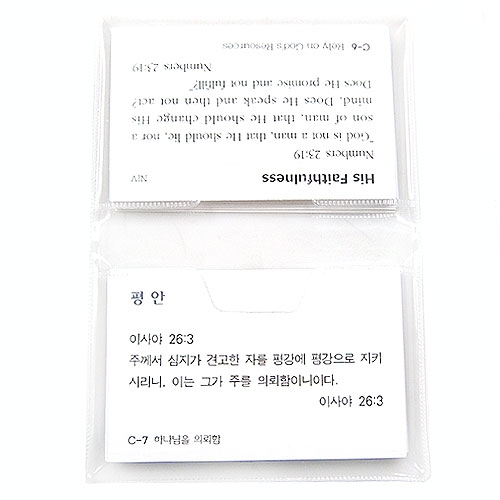 His Faithfulness NIV
Numbers 23:19
"God is not a man, that He should lie, nor a
son of man, that He should change His
mind. Does He speak and then not act?
Does He promise and not fulfill?"
Numbers 23:19
C-6 Rely on God's Resources
평 안
이사야 26:3
주께서 심지가 견고한 자를 평강에 평강으로 지키
시리니, 이는 그가 주를 의뢰함이니이다.
이사야 26:3
C-7 하나님을 의뢰함